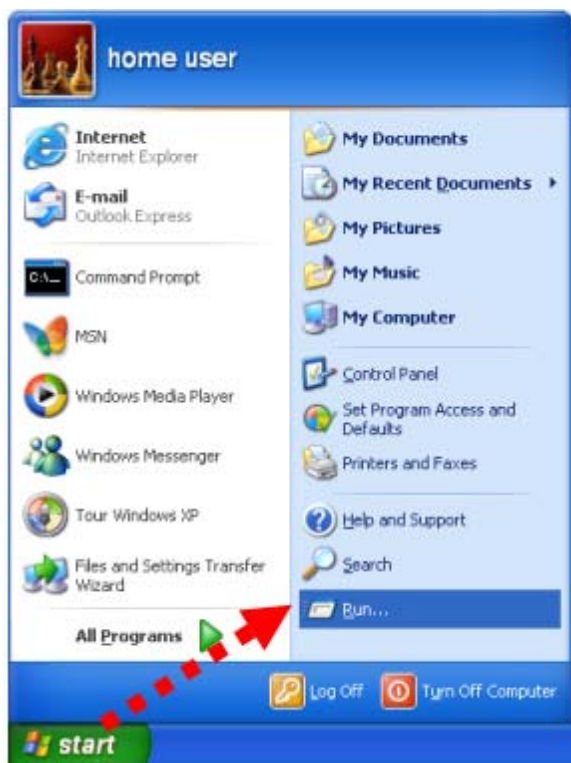 home user
Internet
Internet Explorer
E-mail
Outlook Express
C:\_
Command Prompt
MSN
Windows Media Player
Windows Messenger
Tour Windows XP
Files and Settings Transfer
Wizard
All Programs
My Documents
My Recent Documents
My Pictures
My Music
My Computer
Control Panel
Set Program Access and
Defaults
Printers and Faxes
Help and Support
Search
Run...
Log Off
Turn Off Computer
start